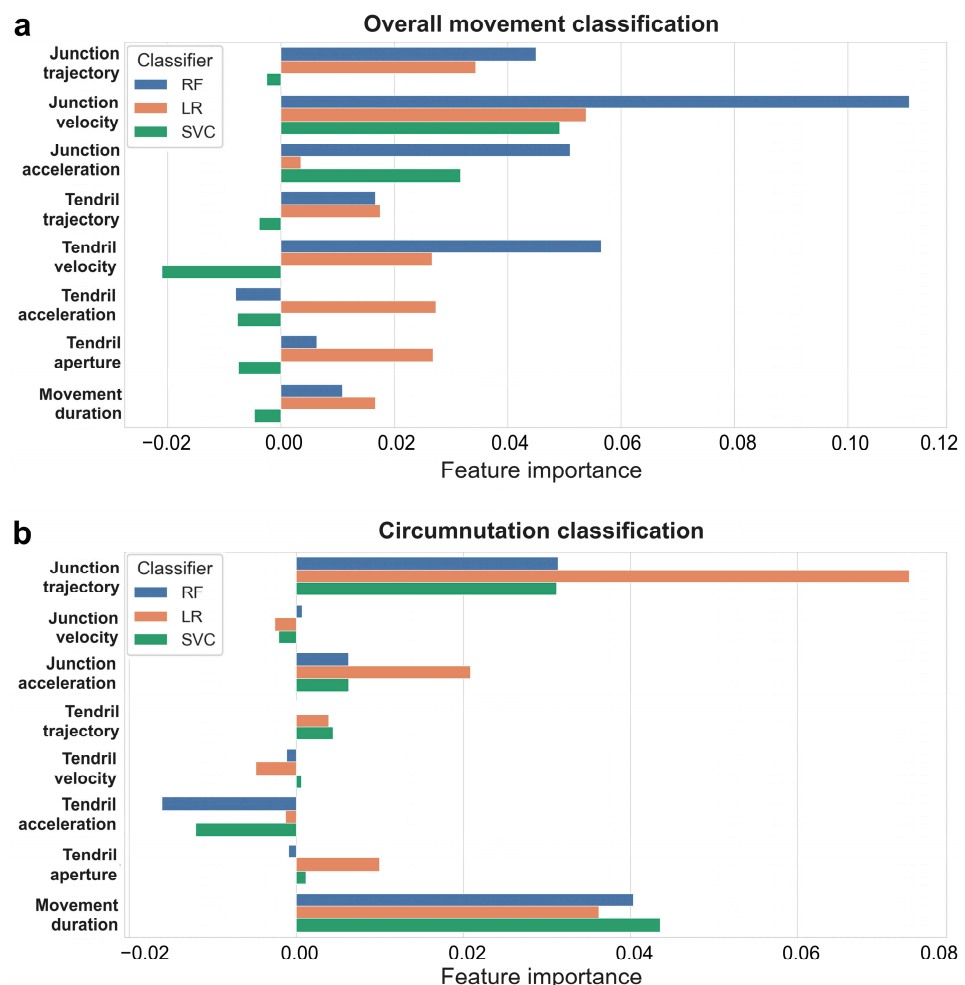 a
Overall movement classification
Junction
trajectory
Junction
velocity
Junction
acceleration
Tendril
trajectory
Tendril
velocity
Tendril
acceleration
Tendril
aperture
Movement
duration
Classifier
RF
LR
SVC
−0.02 0.00 0.02 0.04 0.06 0.08 0.10 0.12
Feature importance
b
Circumnutation classification
Junction
trajectory
Junction
velocity
Junction
acceleration
Tendril
trajectory
Tendril
velocity
Tendril
acceleration
Tendril
aperture
Movement
duration
Classifier
RF
LR
SVC
−0.02 0.00 0.02 0.04 0.06 0.08
Feature importance